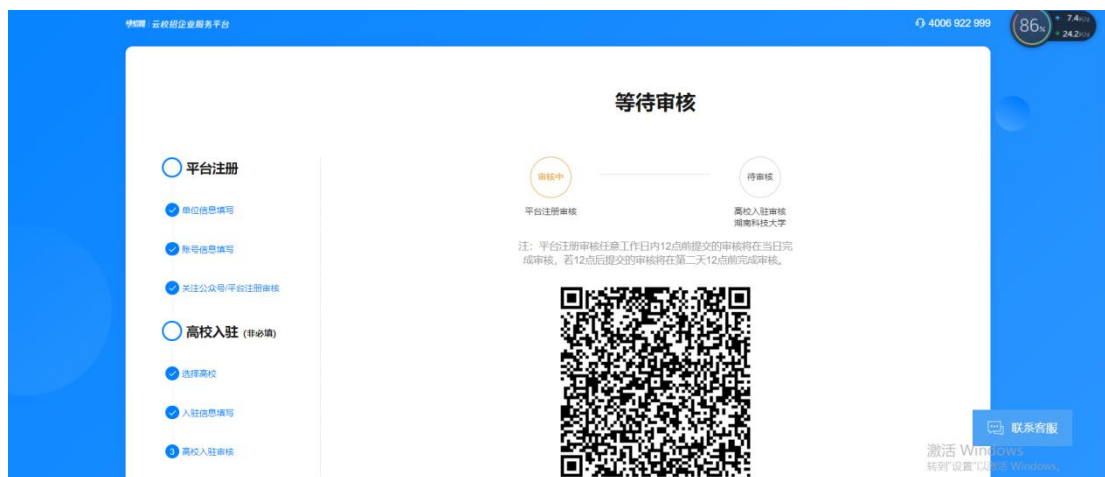 云校招企业服务平台
4006 922 999
86%
7.4K/s
24.2K/s
等待审核
平台注册
单位信息填写
账号信息填写
关注公众号/平台注册审核
高校入驻 (非必填)
选择高校
入驻信息填写
3 高校入驻审核
审核中
待审核
平台注册审核
高校入驻审核
湖南科技大学
注：平台注册审核任意工作日内12点前提交的审核将在当日完
成审核，若12点后提交的审核将在第二天12点前完成审核。
联系客服
激活 Windows
转到"设置"以激活 Windows。